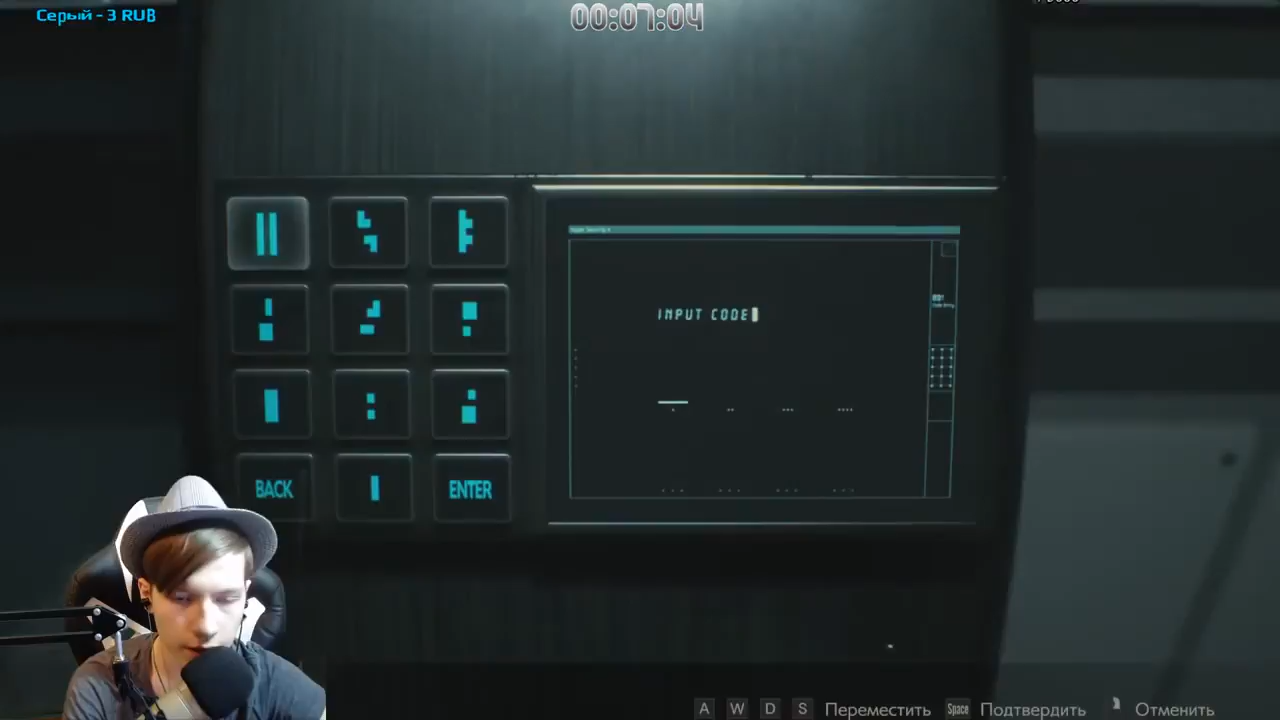 Серый - 3 RUB
00:07:04
INPUT CODE
BACK
ENTER
A W D S Переместить Space Подтвердить Отменить